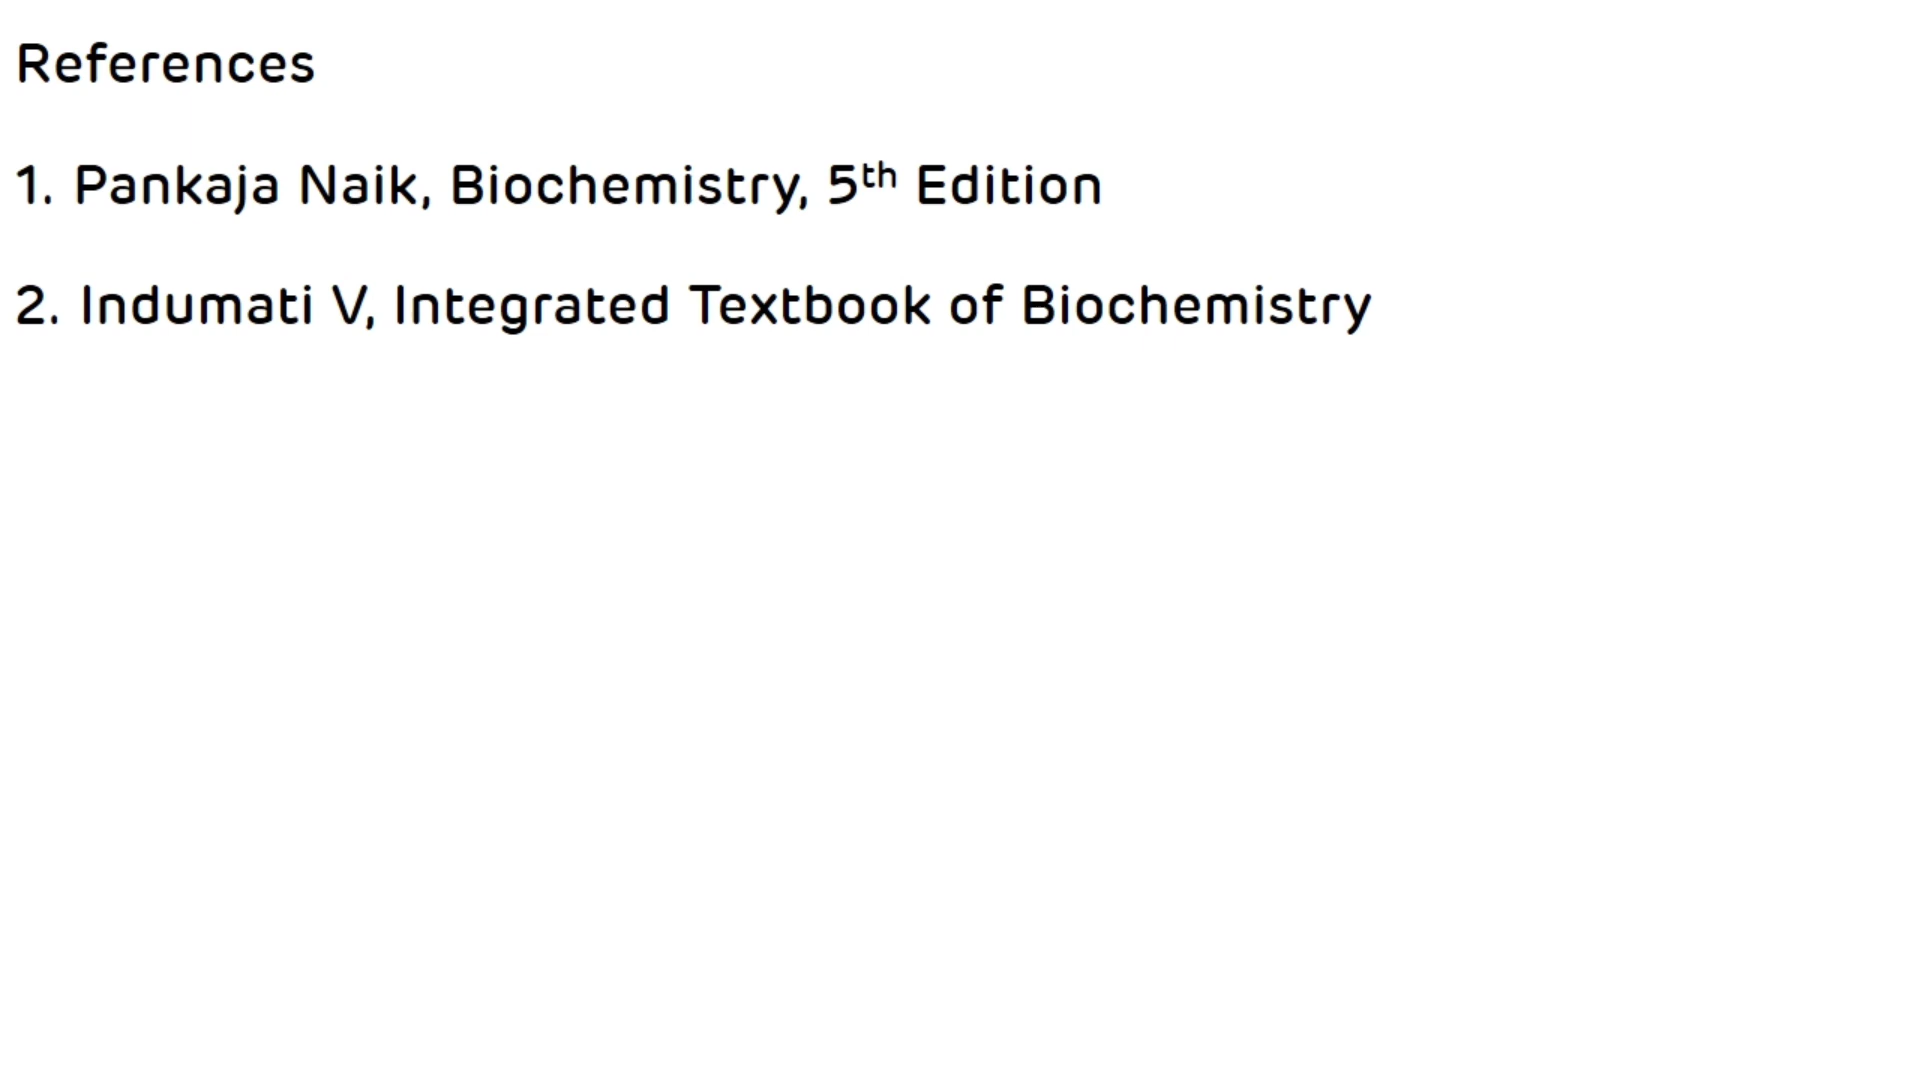 References
1. Pankaja Naik, Biochemistry, 5th Edition
2. Indumati V, Integrated Textbook of Biochemistry